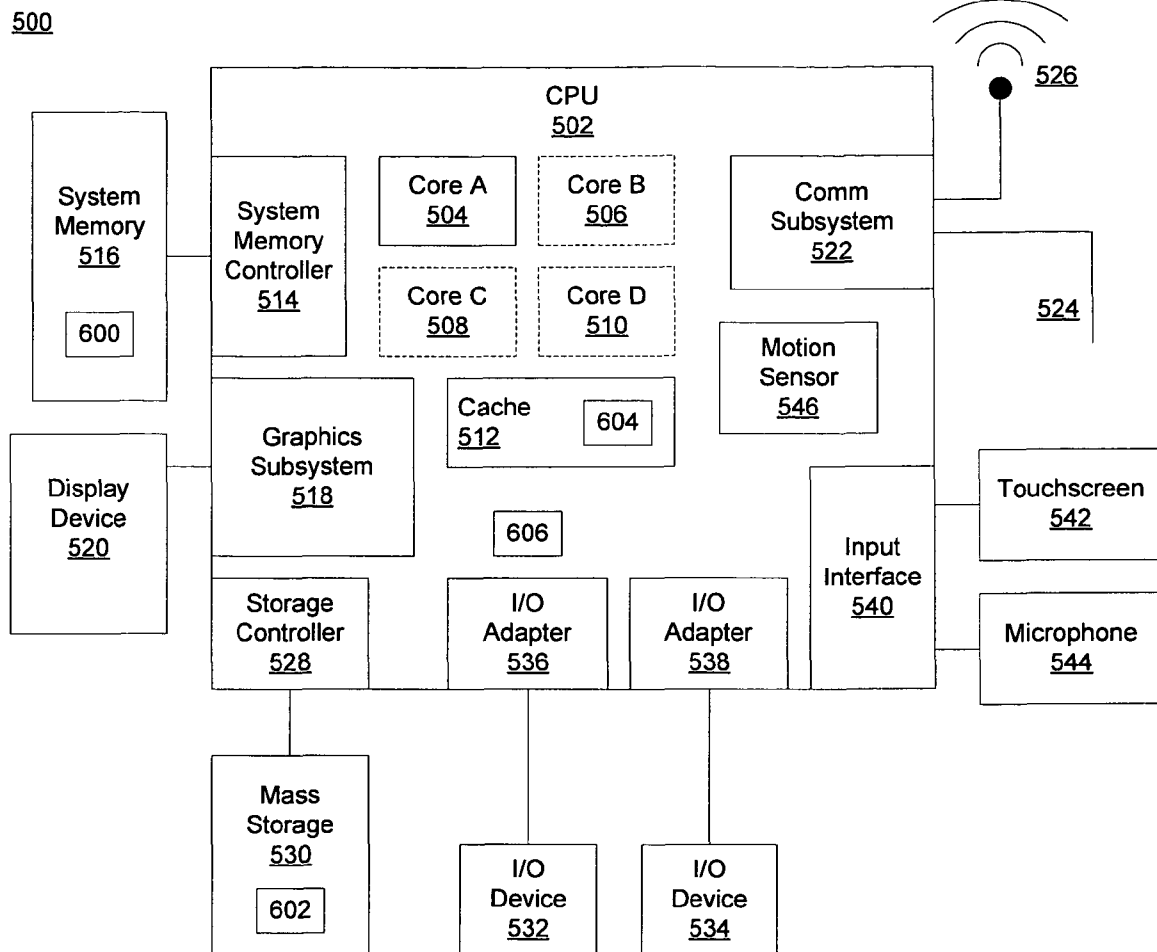 500
526
CPU
502
System
Memory
516
600
System
Memory
Controller
514
Core A
504
Core B
506
Comm
Subsystem
522
Core C
508
Core D
510
524
Motion
Sensor
546
Cache
512
604
Graphics
Subsystem
518
Display
Device
520
606
Touchscreen
542
Input
Interface
540
Storage
Controller
528
I/O
Adapter
536
I/O
Adapter
538
Microphone
544
Mass
Storage
530
602
I/O
Device
532
I/O
Device
534